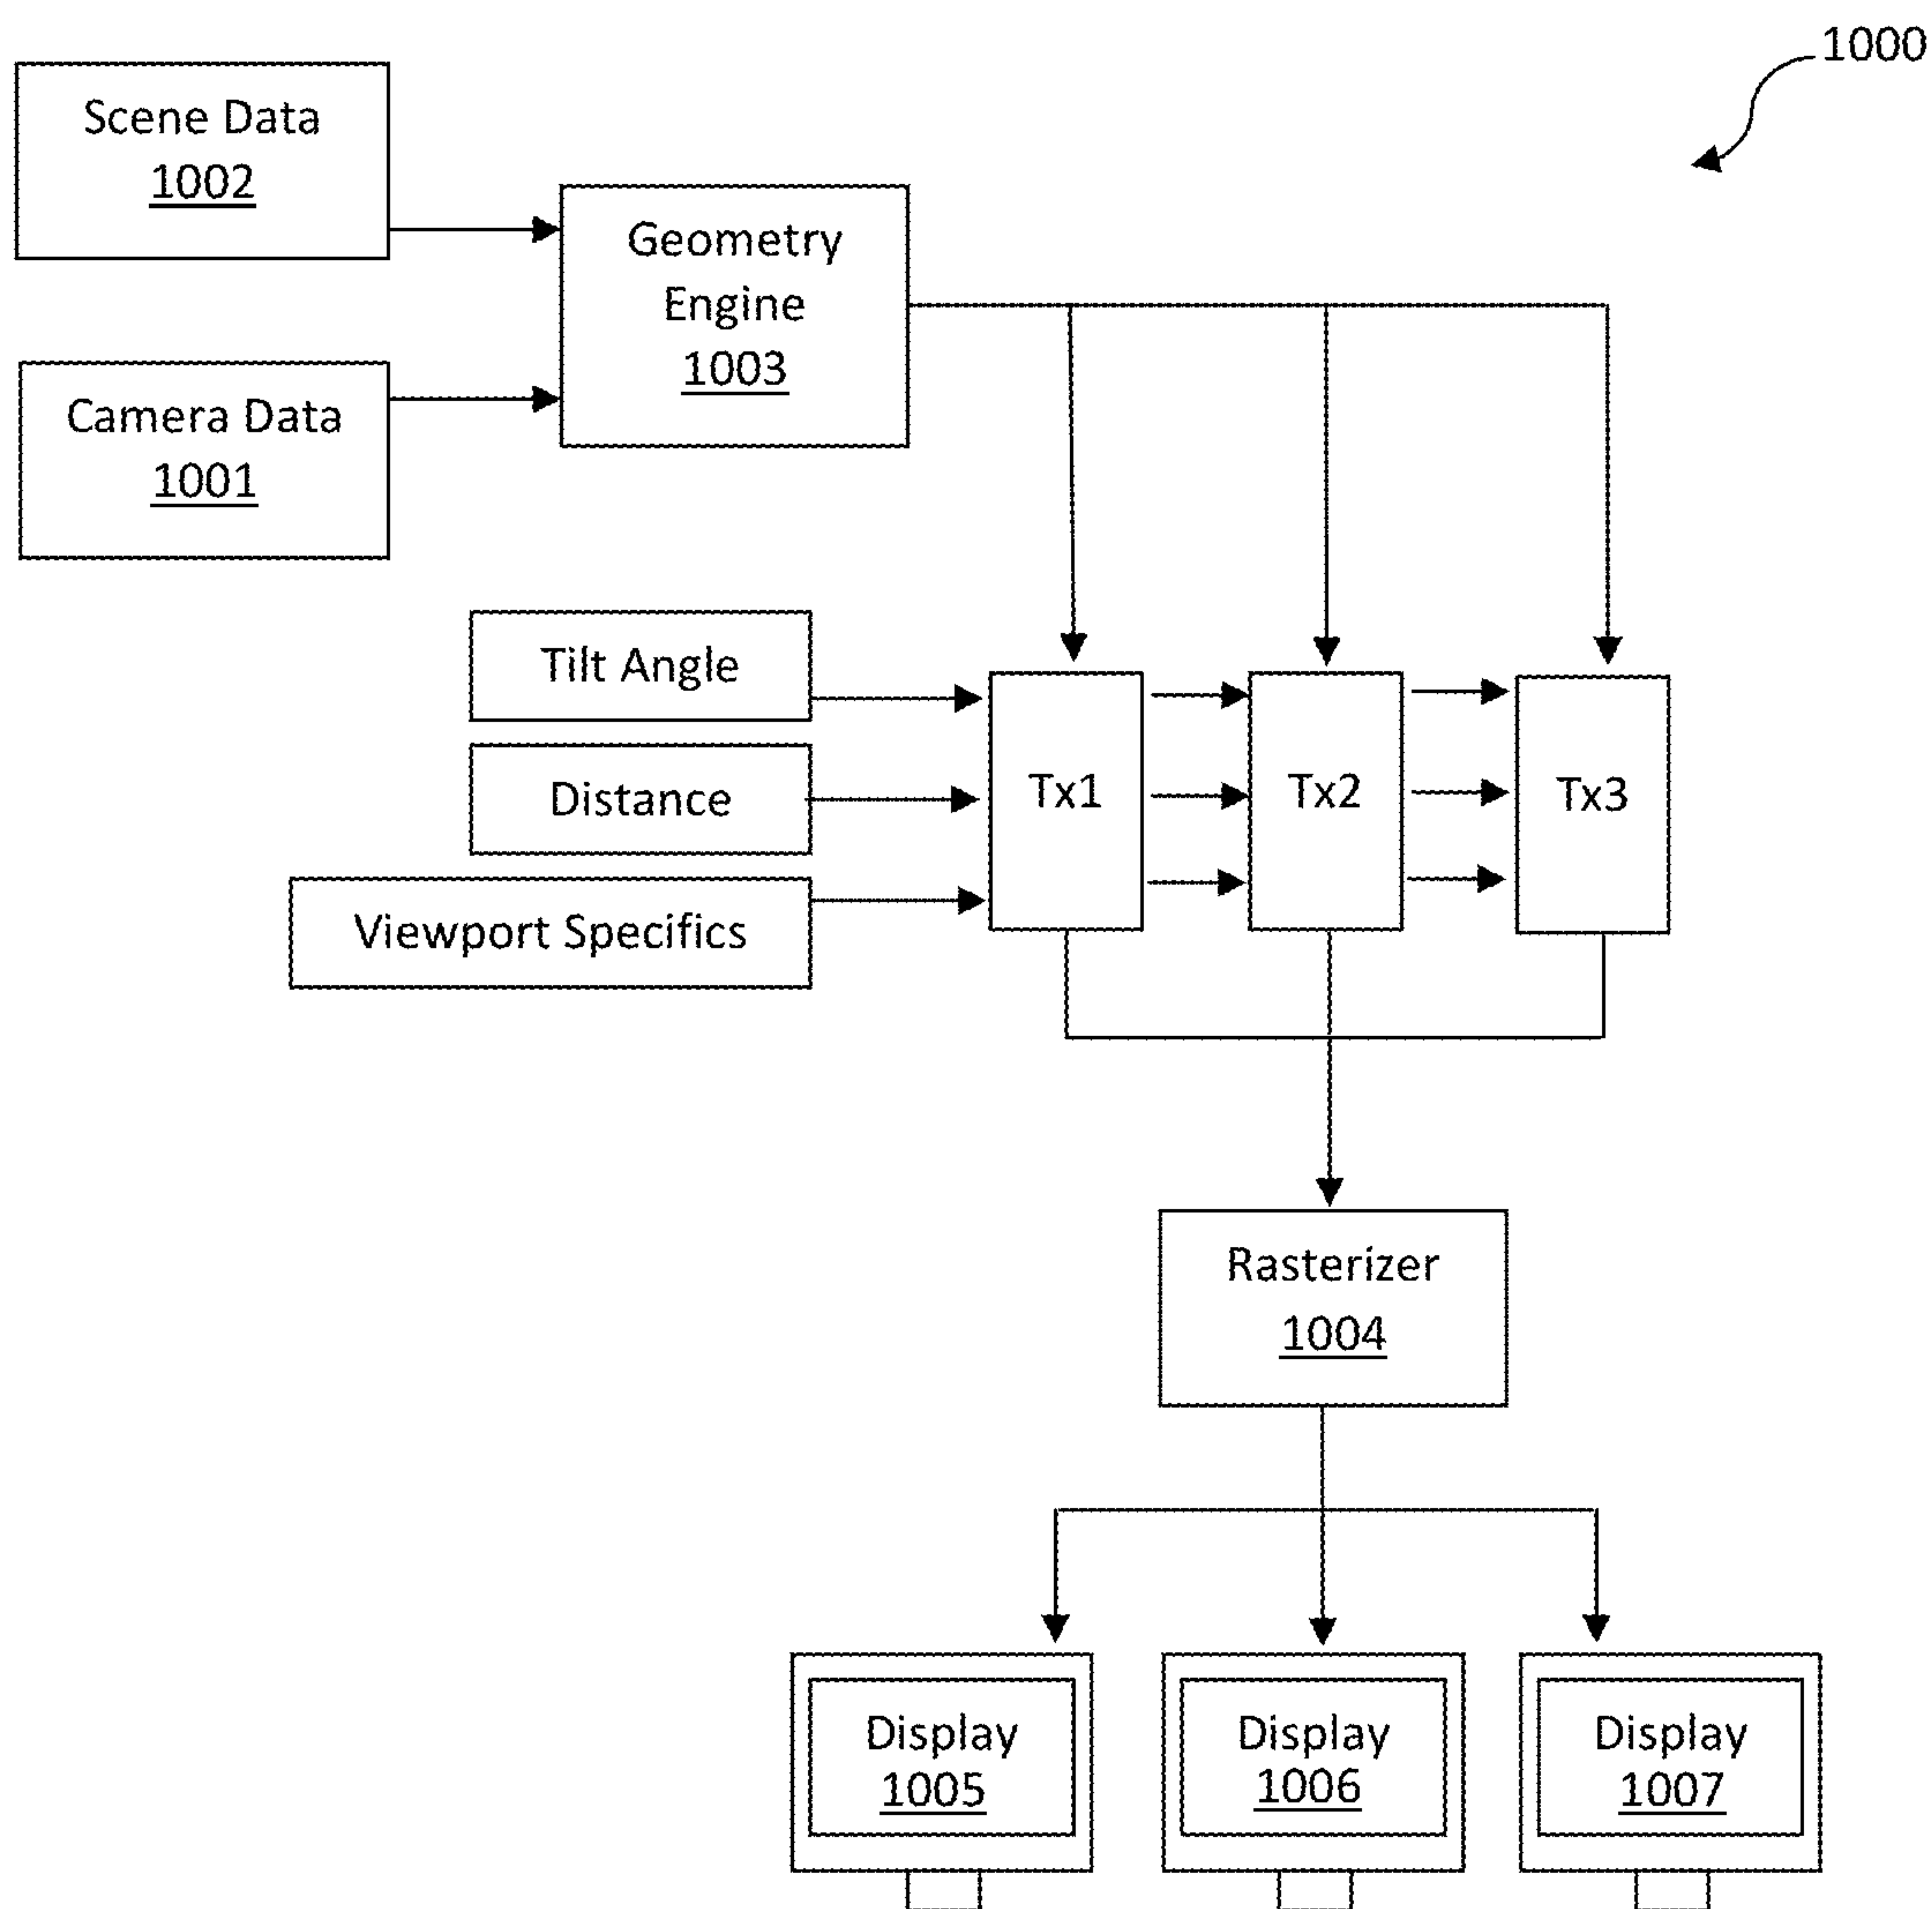 1000
Scene Data
1002
Geometry
Engine
1003
Camera Data
1001
Tilt Angle
Distance
Viewport Specifics
Tx1
Tx2
Tx3
Rasterizer
1004
Display
1005
Display
1006
Display
1007